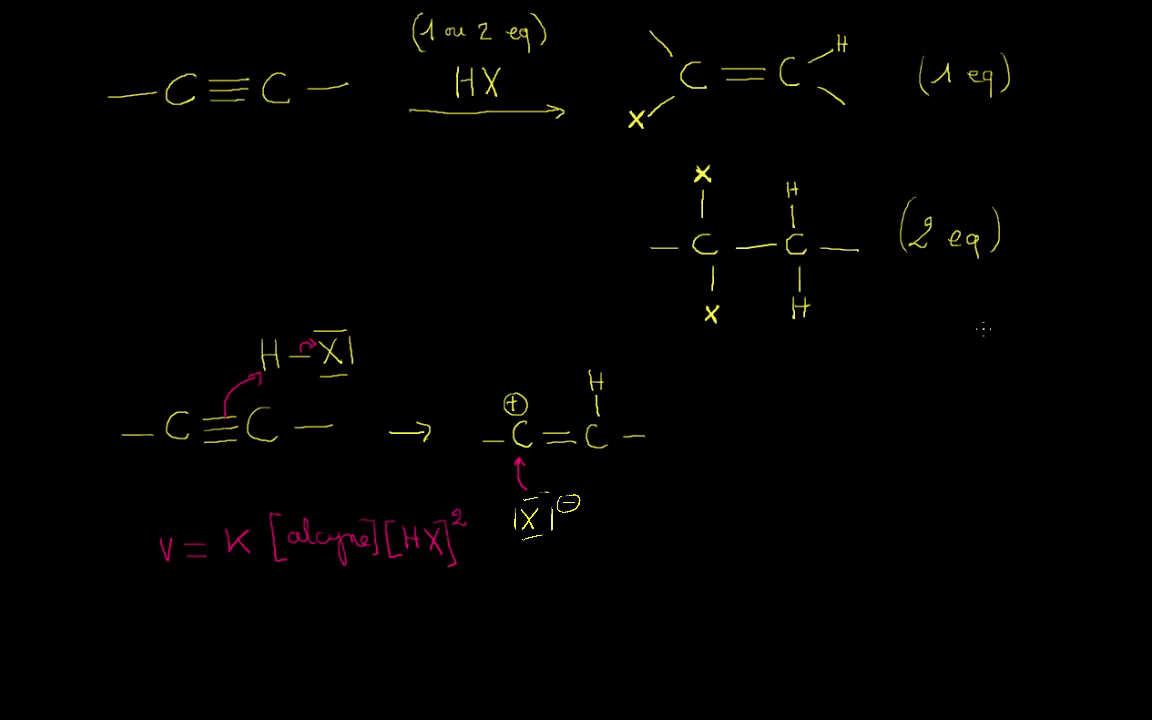 (1 ou 2 eq)
— C ≡ C — HX → X C = C H (1 eq)
X H
— C — C — (2 eq)
X H
H — X|
— C ≡ C — → — C = C —
⊕ H
|X|⊖
v = K [alcyne][HX]²